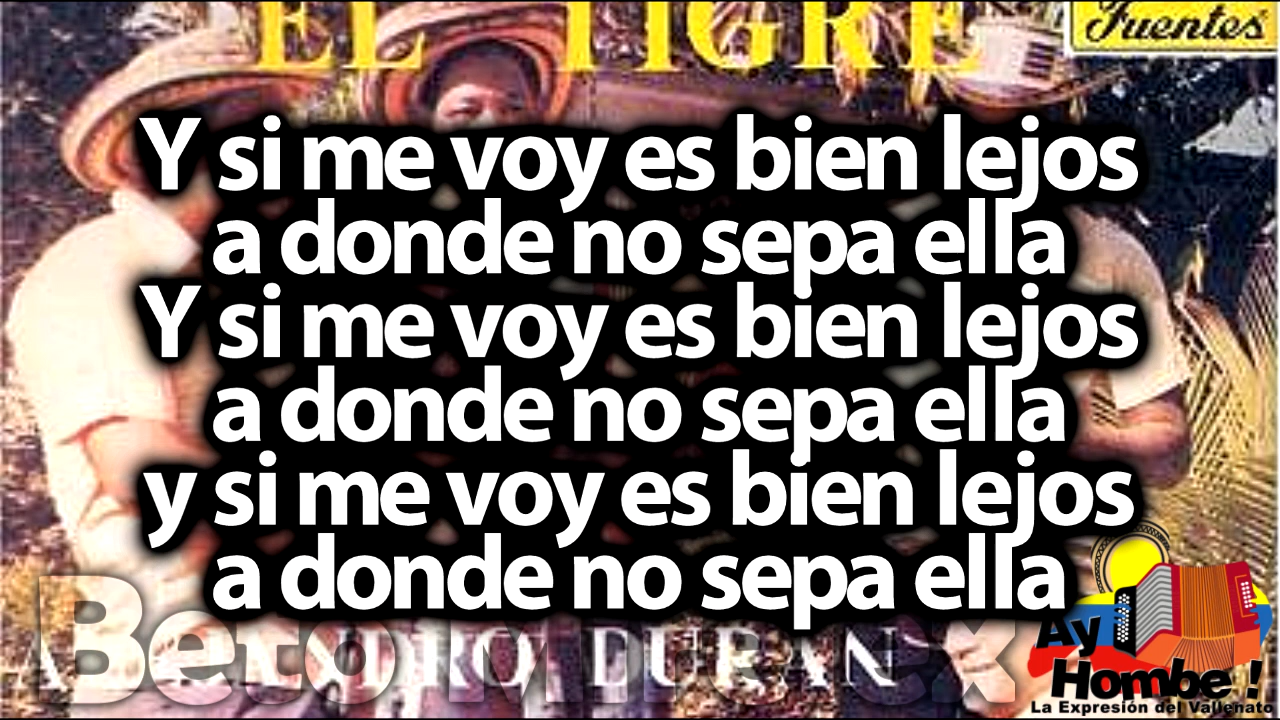 EL TIGRE
Fuentes
Y si me voy es bien lejos
a donde no sepa ella
Y si me voy es bien lejos
a donde no sepa ella
y si me voy es bien lejos
a donde no sepa ella
DURAN
Ay
Hombe !
La Expresión del Vallenato